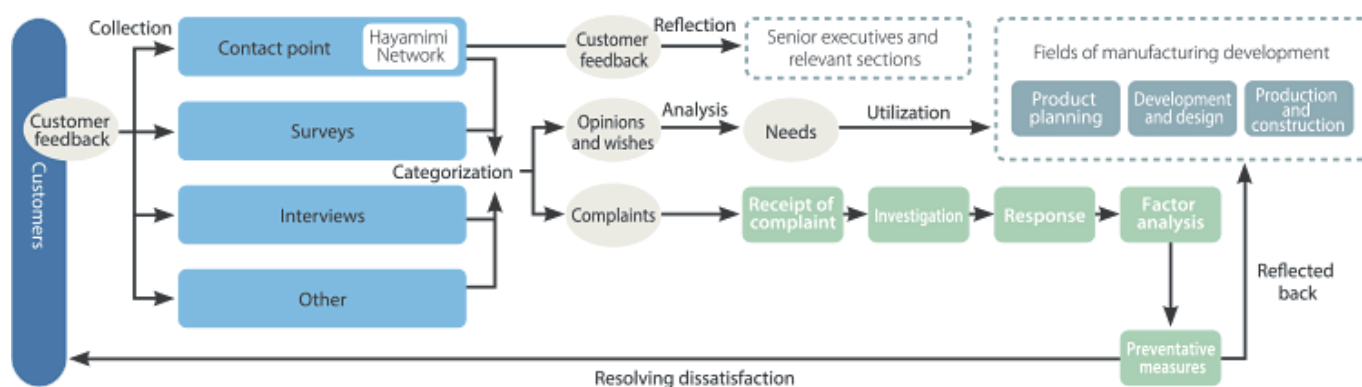 Collection
Contact point
Hayamimi
Network
Customer
feedback
Reflection
Senior executives and
relevant sections
Fields of manufacturing development
Product
planning
Development
and design
Production
and
construction
Customer
feedback
Surveys
Opinions
and wishes
Analysis
Needs
Utilization
Categorization
Customers
Interviews
Complaints
Receipt of
complaint
Investigation
Response
Factor
analysis
Other
Reflected
back
Preventative
measures
Resolving dissatisfaction